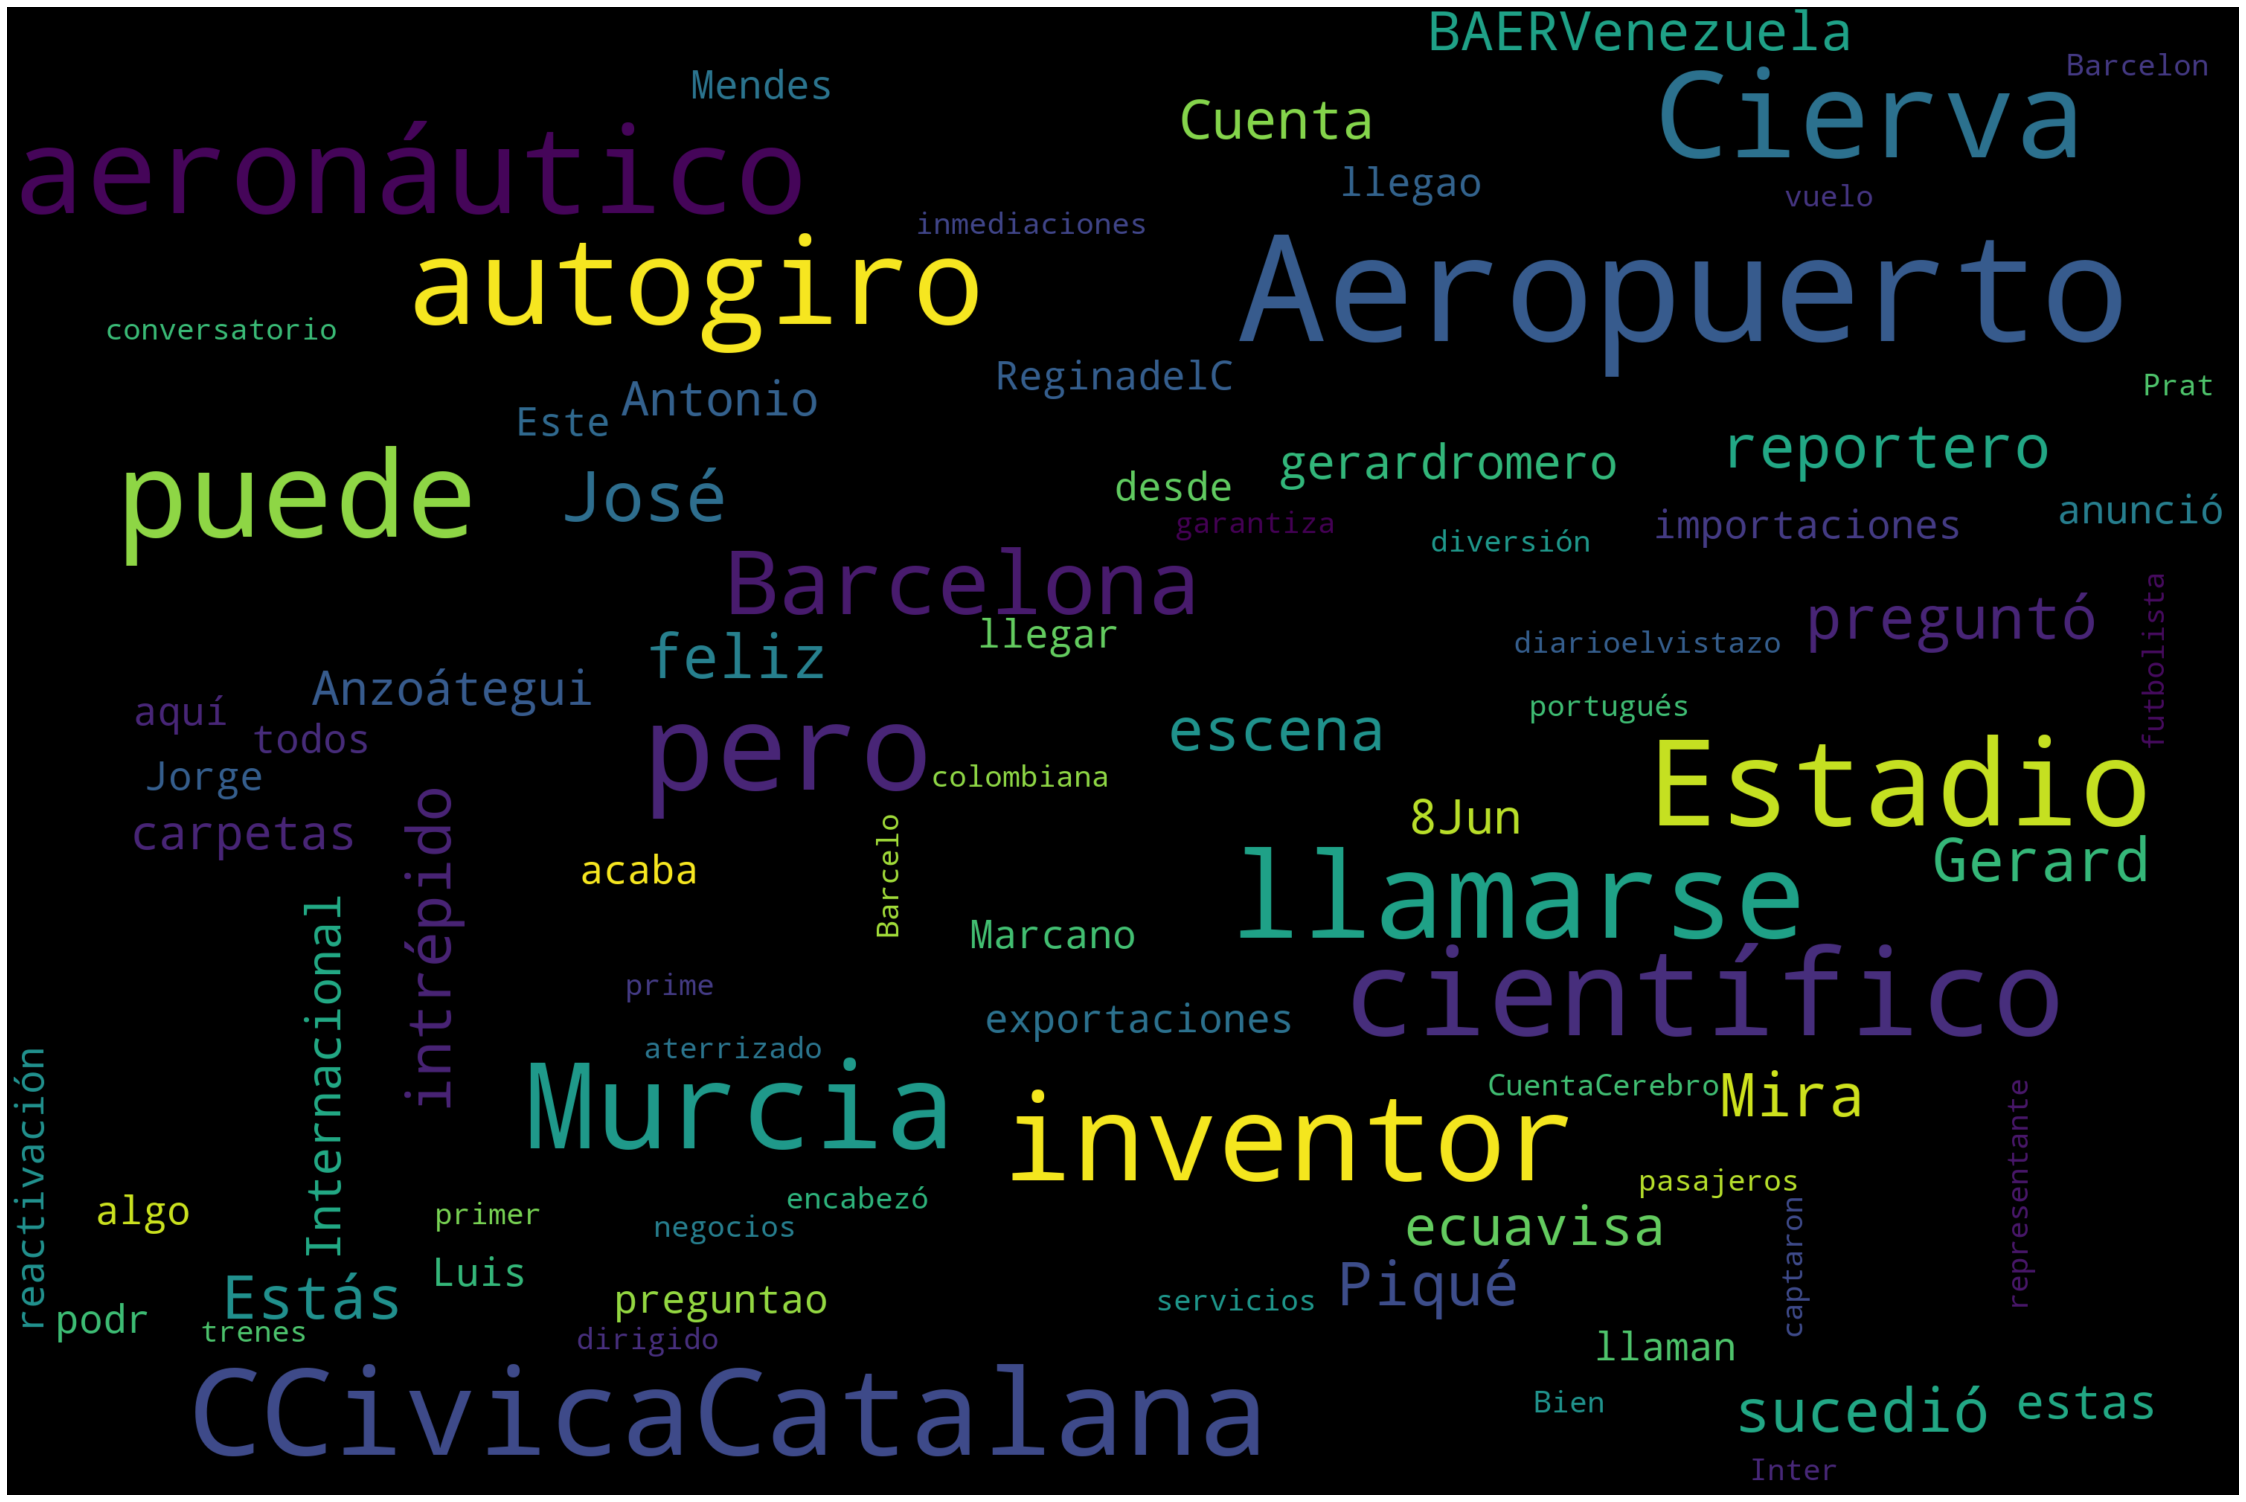 BAERVenezuela
Barcelon
Mendes
Cuenta
Cierva
aeronáutico
llegao
vuelo
inmediaciones
autogiro
Aeropuerto
conversatorio
ReginadelC
Prat
Antonio
Este
gerardromero
reportero
puede
José
desde
garantiza
importaciones
anunció
diversión
Barcelona
llegar
feliz
diarioelvistazo
preguntó
futbolista
Anzoátegui
aquí
todos
portugués
escena
pero
Jorge
colombiana
Estadio
carpetas
intrépido
8Jun
Gerard
acaba
Barcelo
llamarse
Marcano
Internacional
prime
exportaciones
científico
aterrizado
Murcia
inventor
CuentaCerebro
Mira
representante
reactivación
algo
primer
encabezó
negocios
pasajeros
captaron
ecuavisa
Luis
Estás
preguntao
servicios
Piqué
podr
trenes
dirigido
llaman
CCivicaCatalana
Bien
sucedió
estas
Inter